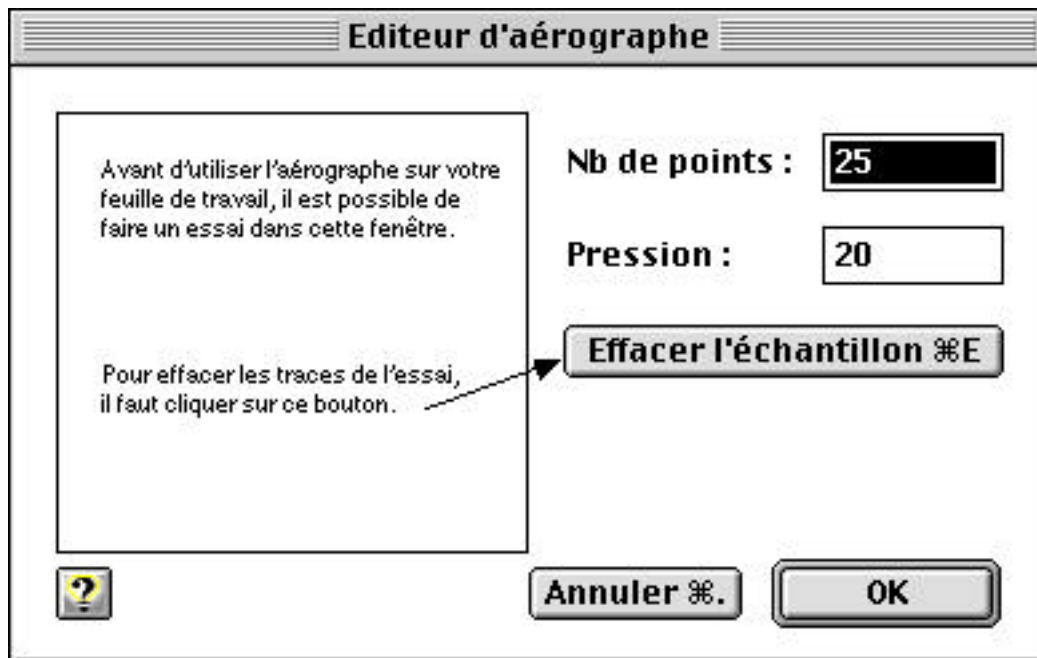 Editeur d'aérographe
Avant d'utiliser l'aérographe sur votre
feuille de travail, il est possible de
faire un essai dans cette fenêtre.
Nb de points : 25
Pression : 20
Effacer l'échantillon ⌘E
Pour effacer les traces de l'essai,
il faut cliquer sur ce bouton.
?
Annuler ⌘.
OK